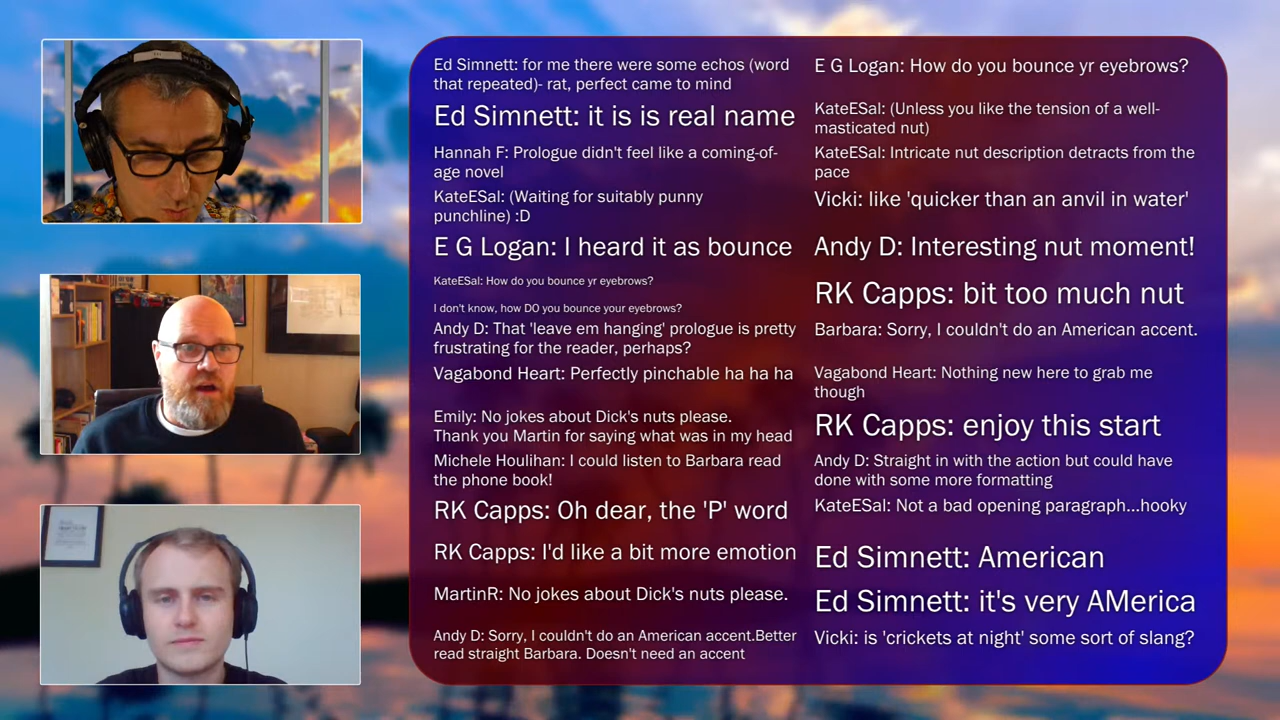 Ed Simnett: for me there were some echos (word
that repeated)- rat, perfect came to mind
Ed Simnett: it is is real name
Hannah F: Prologue didn't feel like a coming-of-
age novel
KateESal: (Waiting for suitably punny
punchline) :D
E G Logan: I heard it as bounce
KateESal: How do you bounce yr eyebrows?
I don't know, how DO you bounce your eyebrows?
Andy D: That 'leave em hanging' prologue is pretty
frustrating for the reader, perhaps?
Vagabond Heart: Perfectly pinchable ha ha ha
Emily: No jokes about Dick's nuts please.
Thank you Martin for saying what was in my head
Michele Houlihan: I could listen to Barbara read
the phone book!
RK Capps: Oh dear, the 'P' word
RK Capps: I'd like a bit more emotion
MartinR: No jokes about Dick's nuts please.
Andy D: Sorry, I couldn't do an American accent.Better
read straight Barbara. Doesn't need an accent
E G Logan: How do you bounce yr eyebrows?
KateESal: (Unless you like the tension of a well-
masticated nut)
KateESal: Intricate nut description detracts from the
pace
Vicki: like 'quicker than an anvil in water'
Andy D: Interesting nut moment!
RK Capps: bit too much nut
Barbara: Sorry, I couldn't do an American accent.
Vagabond Heart: Nothing new here to grab me
though
RK Capps: enjoy this start
Andy D: Straight in with the action but could have
done with some more formatting
KateESal: Not a bad opening paragraph...hooky
Ed Simnett: American
Ed Simnett: it's very AMerica
Vicki: is 'crickets at night' some sort of slang?